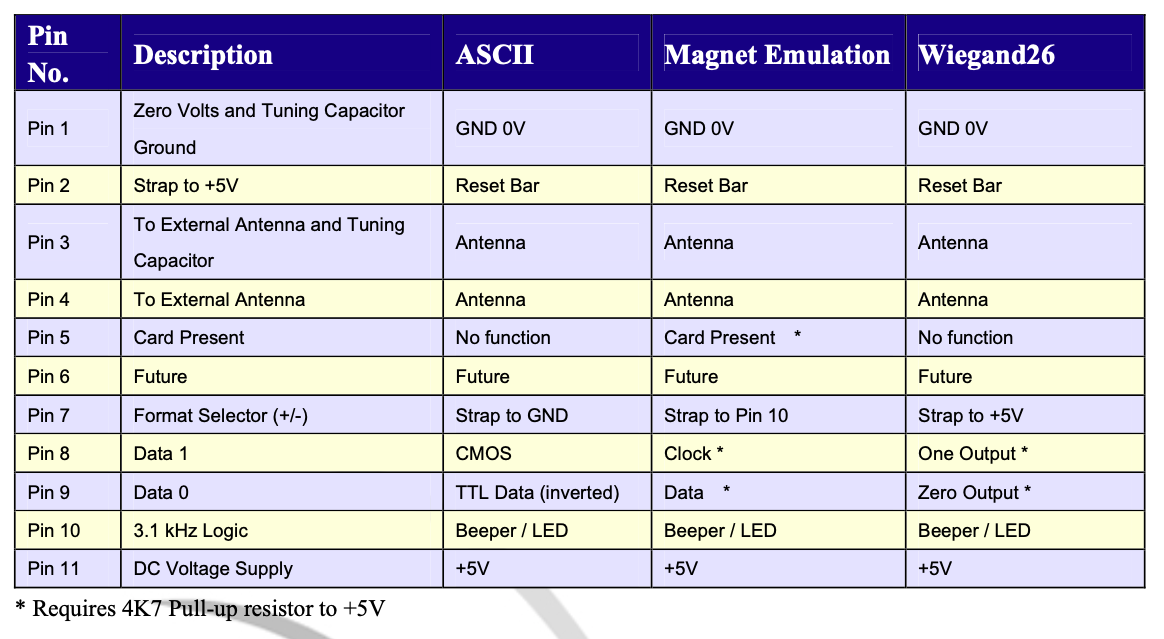 Pin No. Description ASCII Magnet Emulation Wiegand26
Pin 1 Zero Volts and Tuning Capacitor Ground GND 0V GND 0V GND 0V
Pin 2 Strap to +5V Reset Bar Reset Bar Reset Bar
Pin 3 To External Antenna and Tuning Capacitor Antenna Antenna Antenna
Pin 4 To External Antenna Antenna Antenna Antenna
Pin 5 Card Present No function Card Present * No function
Pin 6 Future Future Future Future
Pin 7 Format Selector (+/-) Strap to GND Strap to Pin 10 Strap to +5V
Pin 8 Data 1 CMOS Clock * One Output *
Pin 9 Data 0 TTL Data (inverted) Data * Zero Output *
Pin 10 3.1 kHz Logic Beeper / LED Beeper / LED Beeper / LED
Pin 11 DC Voltage Supply +5V +5V +5V
* Requires 4K7 Pull-up resistor to +5V